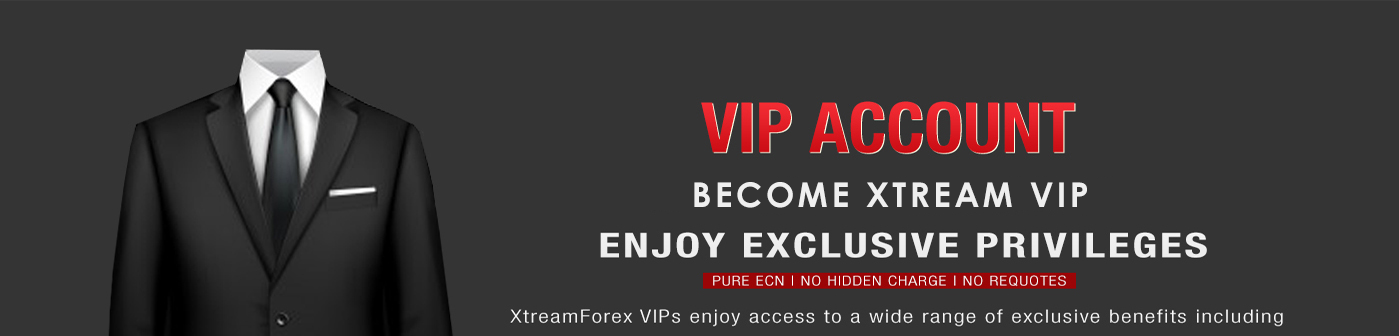 VIP ACCOUNT
BECOME XTREAM VIP
ENJOY EXCLUSIVE PRIVILEGES
PURE ECN | NO HIDDEN CHARGE | NO REQUOTES
XtreamForex VIPs enjoy access to a wide range of exclusive benefits including